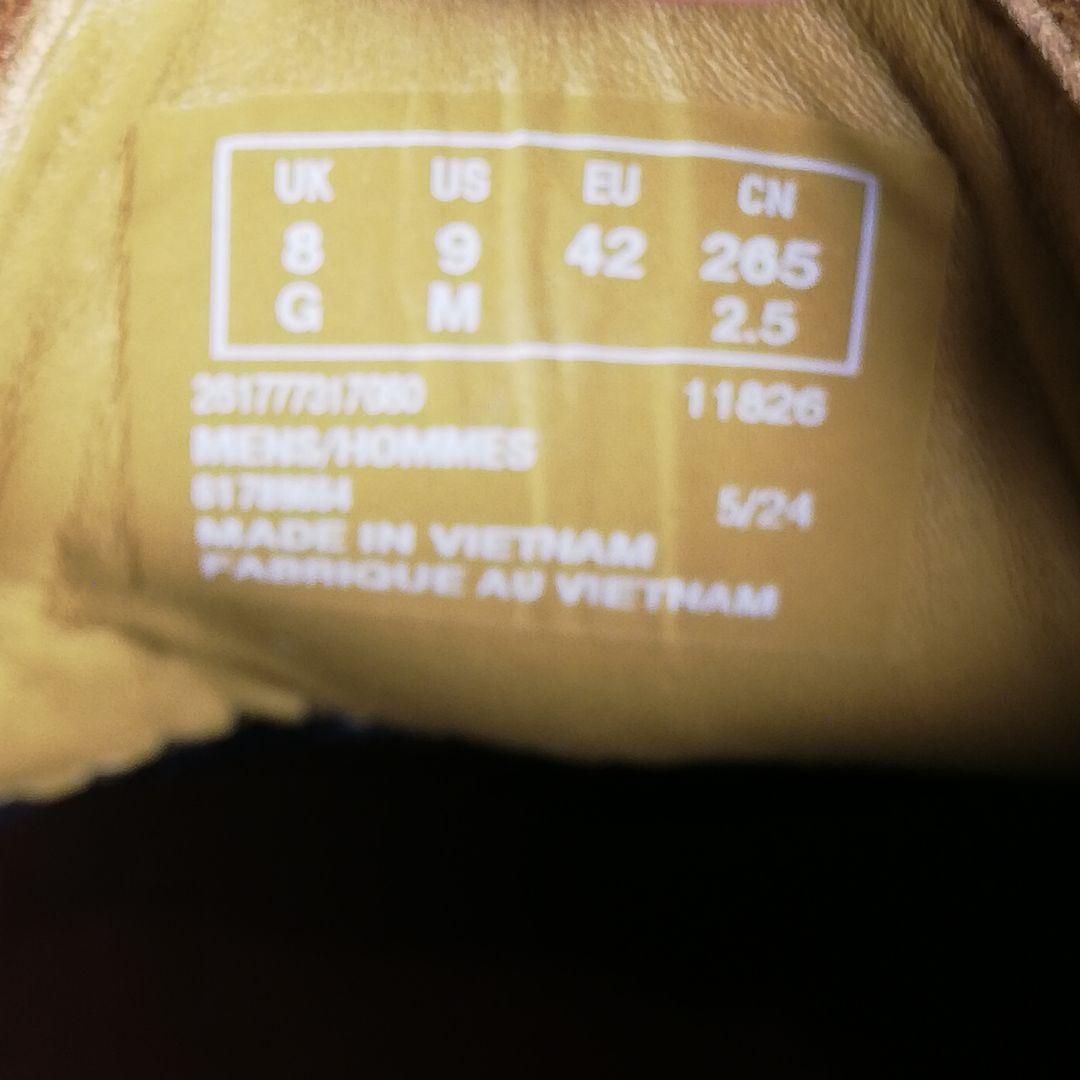 UK US EU CN
8 9 42 265
G M 2.5
261777317080 11826
MENS/HOMMES
5/24
MADE IN VIETNAM
FABRIQUE AU VIETNAM